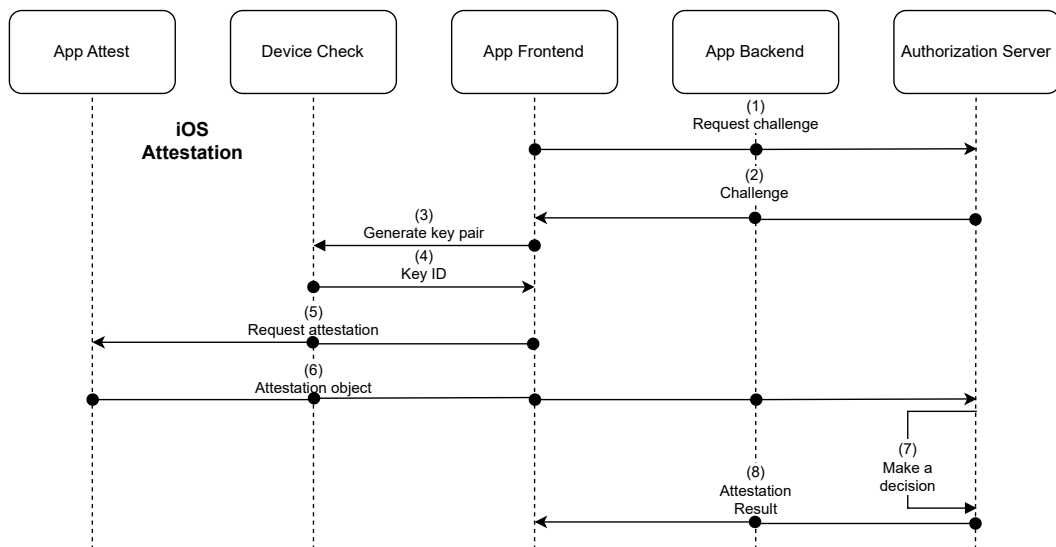 App Attest
Device Check
App Frontend
App Backend
Authorization Server
iOS
Attestation
(1)
Request challenge
(2)
Challenge
(3)
Generate key pair
(4)
Key ID
(5)
Request attestation
(6)
Attestation object
(7)
Make a
decision
(8)
Attestation
Result